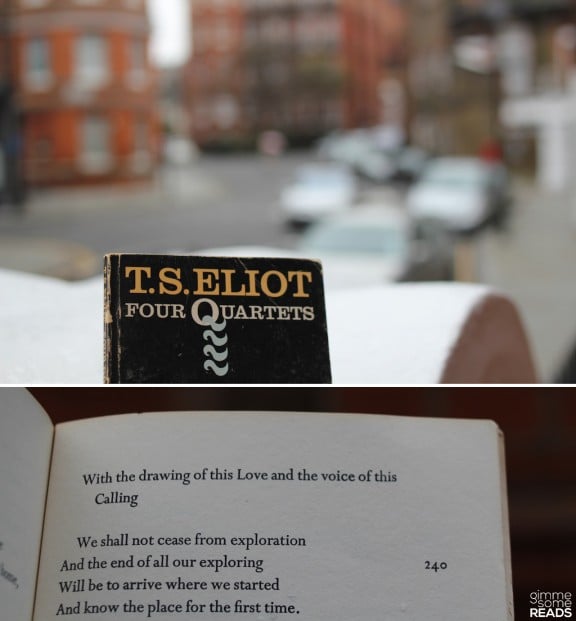 T.S.ELIOT
FOUR QUARTETS
With the drawing of this Love and the voice of this
Calling
We shall not cease from exploration
And the end of all our exploring
240
Will be to arrive where we started
And know the place for the first time.
gimme
some
READS